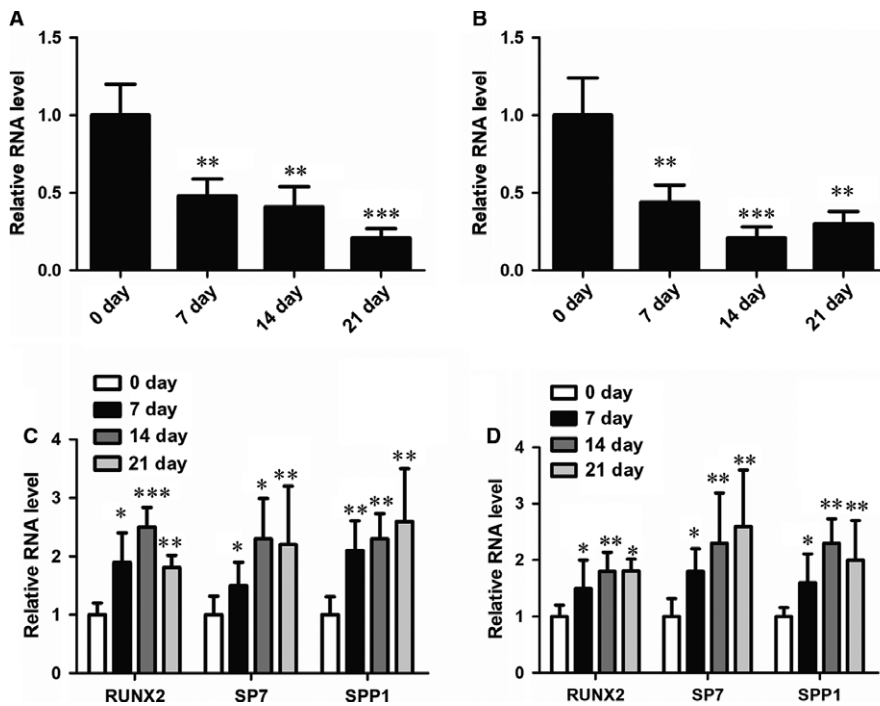 A
Relative RNA level
1.5
1.0
0.5
0.0
**
**
***
0 day
7 day
14 day
21 day
B
Relative RNA level
1.5
1.0
0.5
0.0
**
***
**
0 day
7 day
14 day
21 day
C
0 day
7 day
14 day
21 day
Relative RNA level
4
3
2
1
0
*
***
**
*
*
**
**
**
**
RUNX2
SP7
SPP1
D
0 day
7 day
14 day
21 day
Relative RNA level
4
3
2
1
0
*
**
*
*
**
**
*
**
**
RUNX2
SP7
SPP1